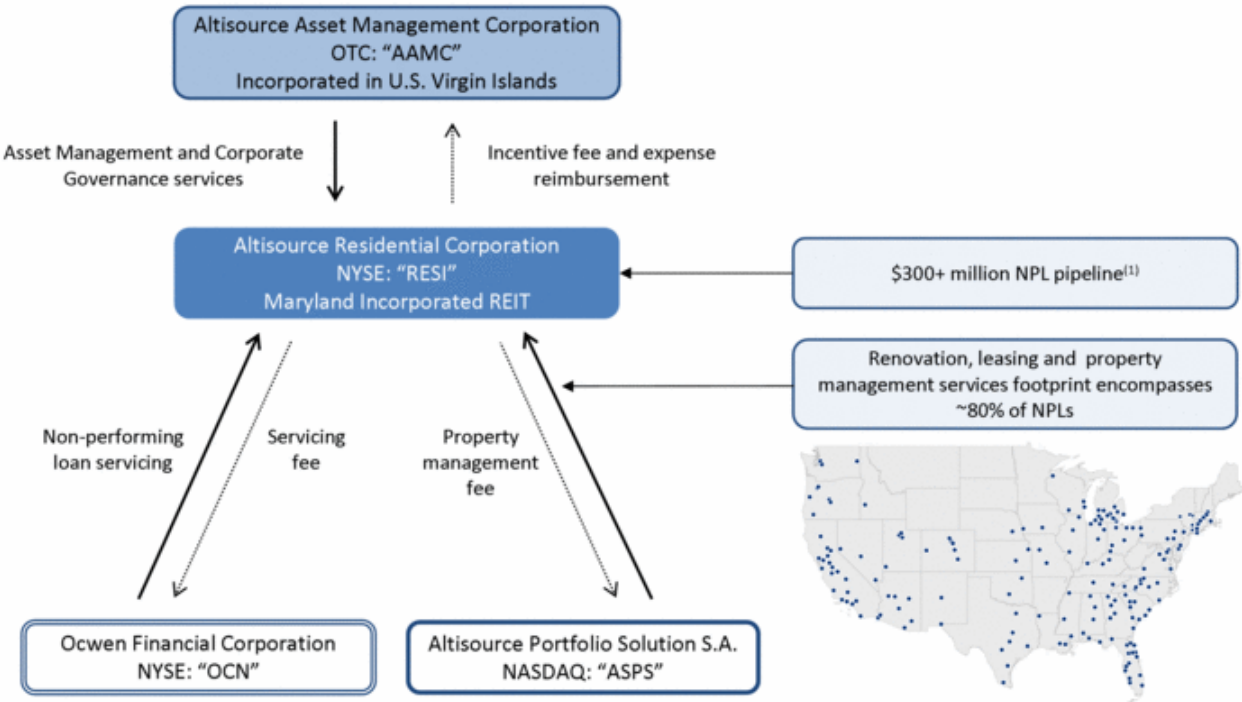 Altisource Asset Management Corporation
OTC: “AAMC”
Incorporated in U.S. Virgin Islands
Asset Management and Corporate
Governance services
Incentive fee and expense
reimbursement
Altisource Residential Corporation
NYSE: “RESI”
Maryland Incorporated REIT
$300+ million NPL pipeline(1)
Renovation, leasing and property
management services footprint encompasses
~80% of NPLs
Non-performing
loan servicing
Servicing
fee
Property
management
fee
Ocwen Financial Corporation
NYSE: “OCN”
Altisource Portfolio Solution S.A.
NASDAQ: “ASPS”